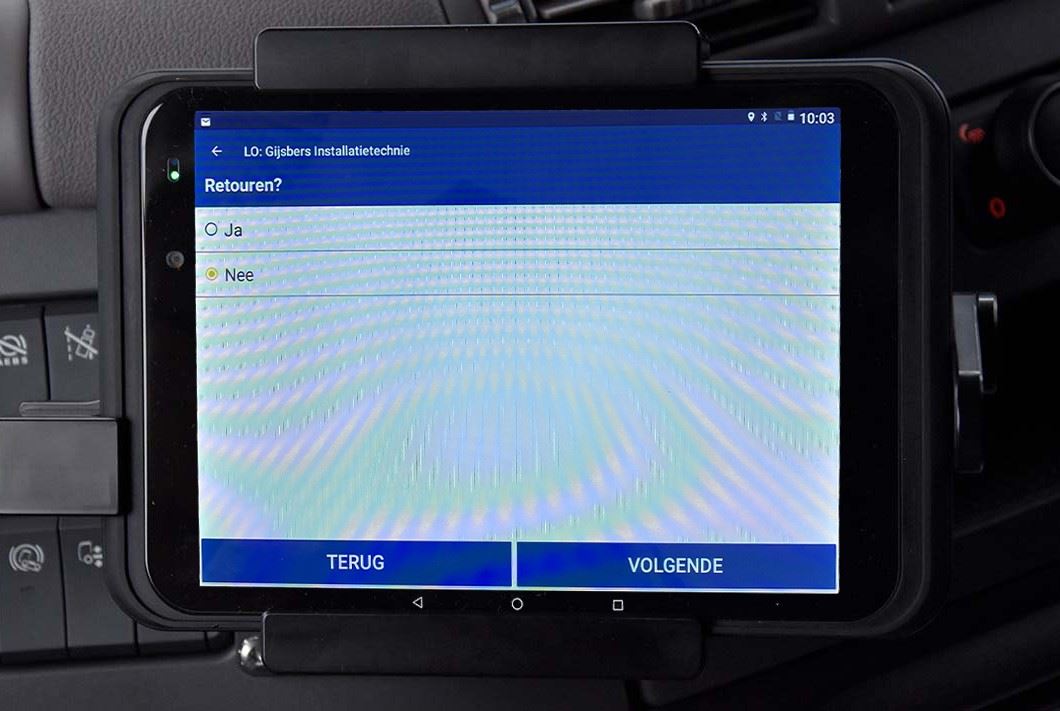 10:03
LO: Gijsbers Installatietechnie
Retouren?
Ja
Nee
TERUG
VOLGENDE